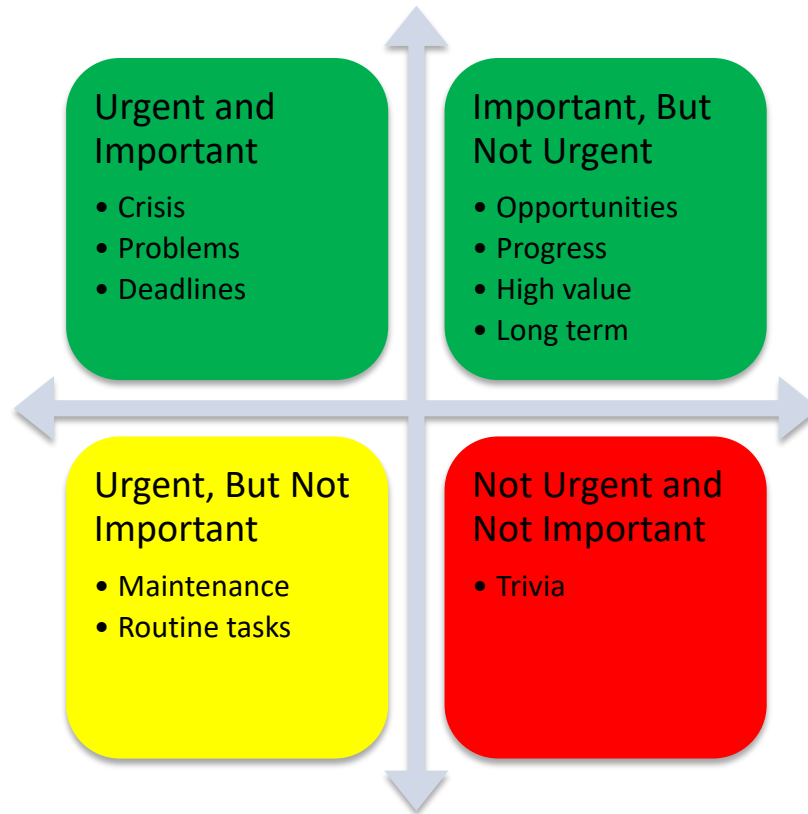 Urgent and
Important
• Crisis
• Problems
• Deadlines
Important, But
Not Urgent
• Opportunities
• Progress
• High value
• Long term
Urgent, But Not
Important
• Maintenance
• Routine tasks
Not Urgent and
Not Important
• Trivia